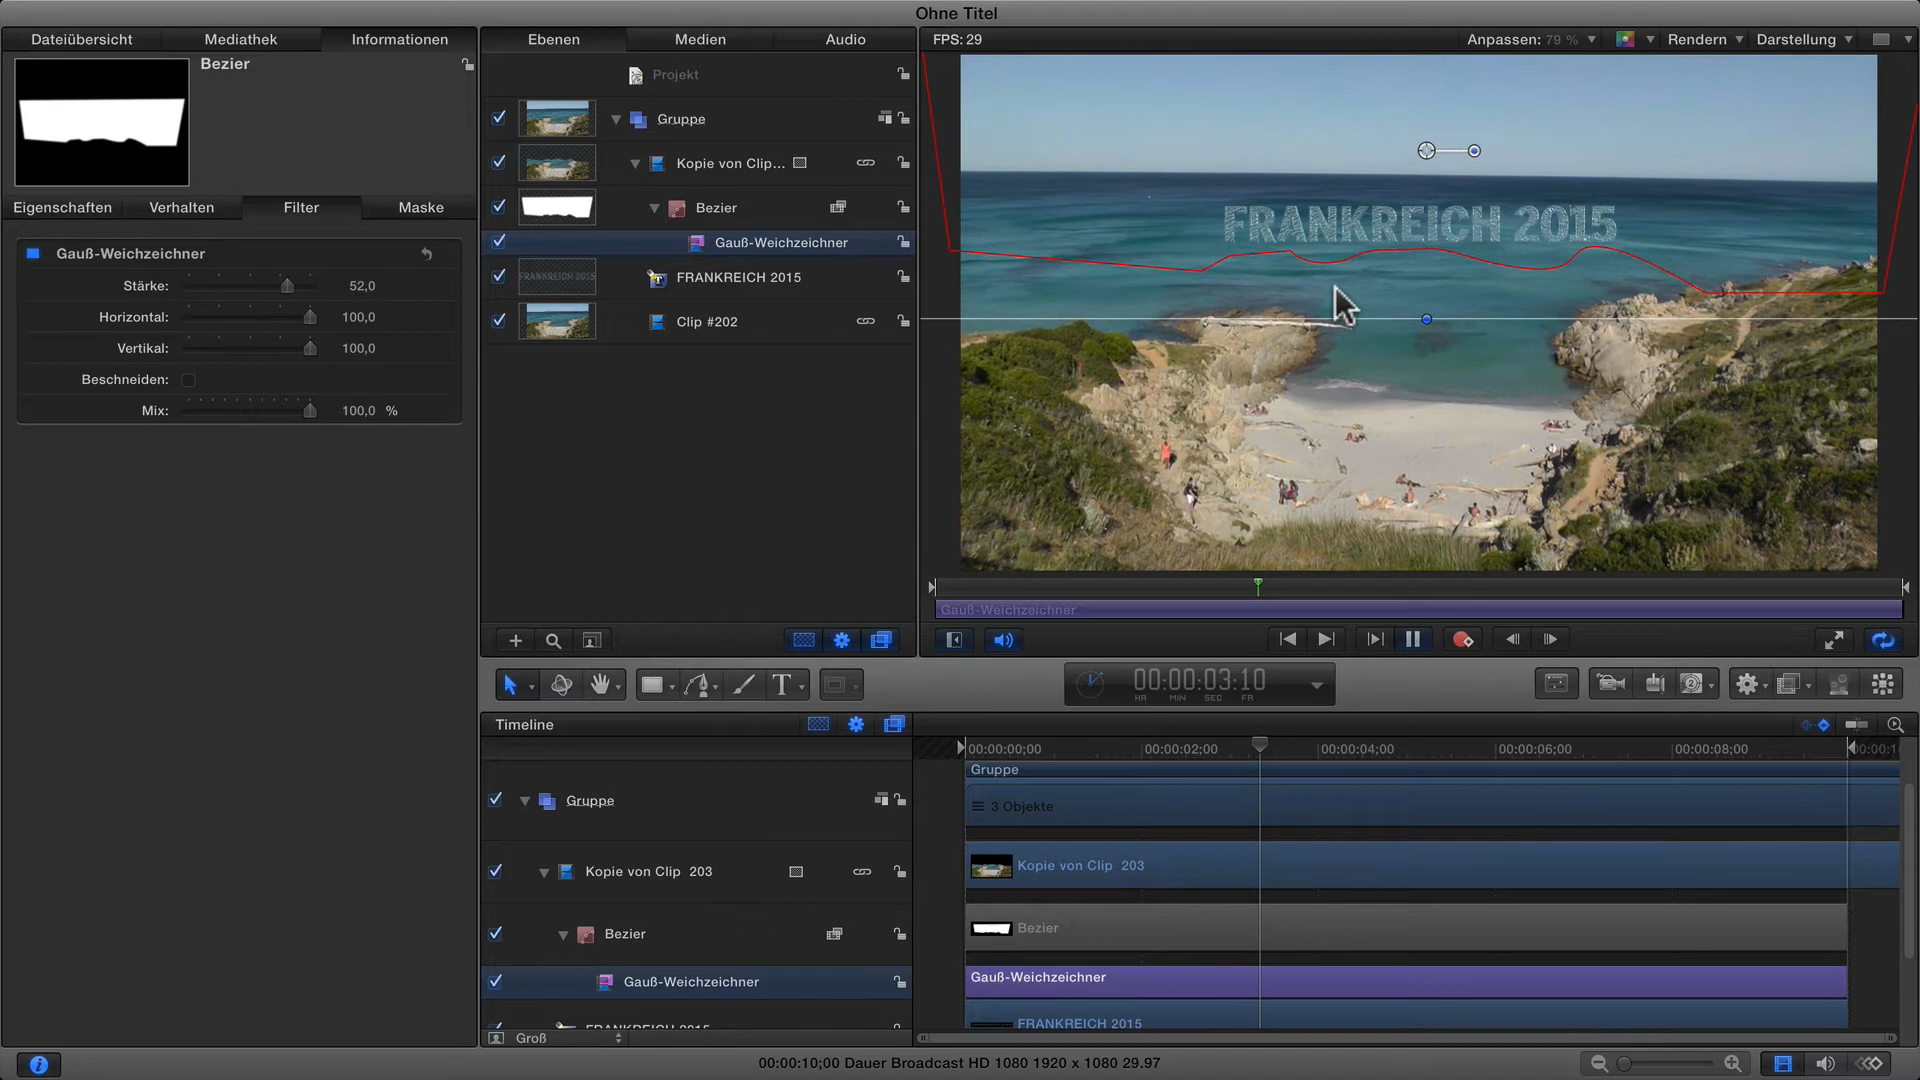 Ohne Titel
Dateiübersicht
Mediathek
Informationen
Ebenen
Medien
Audio
FPS: 29
Anpassen: 79 %
Rendern
Darstellung
Bezier
Projekt
Gruppe
Kopie von Clip...
Bezier
Gauß-Weichzeichner
FRANKREICH 2015
FRANKREICH 2015
Clip #202
Eigenschaften
Verhalten
Filter
Maske
Gauß-Weichzeichner
Stärke: 52,0
Horizontal: 100,0
Vertikal: 100,0
Beschneiden:
Mix: 100,0 %
FRANKREICH 2015
Gauß-Weichzeichner
T
00:00:03:10
HR MIN SEC FR
2
Timeline
00:00:00;00
00:00:02;00
00:00:04;00
00:00:06;00
00:00:08;00
Gruppe
3 Objekte
Gruppe
Kopie von Clip 203
Kopie von Clip 203
Bezier
Bezier
Gauß-Weichzeichner
Gauß-Weichzeichner
FRANKREICH 2015
FRANKREICH 2015
Groß
00:00:10;00 Dauer Broadcast HD 1080 1920 x 1080 29.97